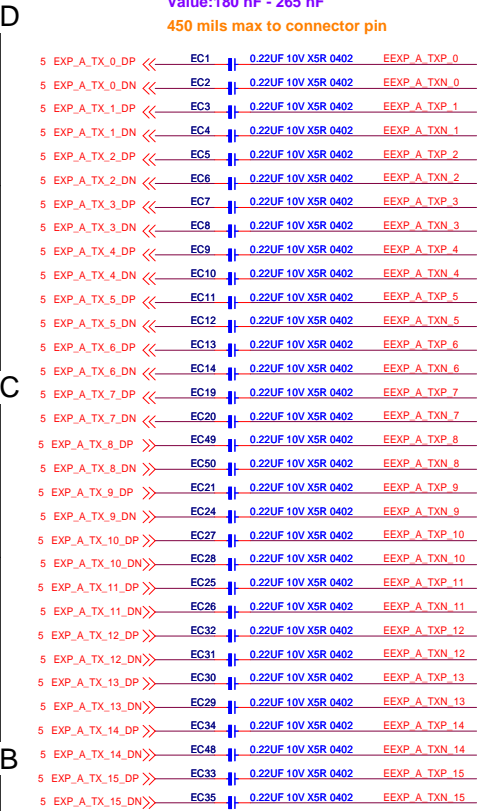 Value:180 nF - 265 nF
D
450 mils max to connector pin
5 EXP_A_TX_0_DP EC1 0.22UF 10V X5R 0402 EEXP_A_TXP_0
5 EXP_A_TX_0_DN EC2 0.22UF 10V X5R 0402 EEXP_A_TXN_0
5 EXP_A_TX_1_DP EC3 0.22UF 10V X5R 0402 EEXP_A_TXP_1
5 EXP_A_TX_1_DN EC4 0.22UF 10V X5R 0402 EEXP_A_TXN_1
5 EXP_A_TX_2_DP EC5 0.22UF 10V X5R 0402 EEXP_A_TXP_2
5 EXP_A_TX_2_DN EC6 0.22UF 10V X5R 0402 EEXP_A_TXN_2
5 EXP_A_TX_3_DP EC7 0.22UF 10V X5R 0402 EEXP_A_TXP_3
5 EXP_A_TX_3_DN EC8 0.22UF 10V X5R 0402 EEXP_A_TXN_3
5 EXP_A_TX_4_DP EC9 0.22UF 10V X5R 0402 EEXP_A_TXP_4
5 EXP_A_TX_4_DN EC10 0.22UF 10V X5R 0402 EEXP_A_TXN_4
5 EXP_A_TX_5_DP EC11 0.22UF 10V X5R 0402 EEXP_A_TXP_5
5 EXP_A_TX_5_DN EC12 0.22UF 10V X5R 0402 EEXP_A_TXN_5
5 EXP_A_TX_6_DP EC13 0.22UF 10V X5R 0402 EEXP_A_TXP_6
5 EXP_A_TX_6_DN EC14 0.22UF 10V X5R 0402 EEXP_A_TXN_6
C
5 EXP_A_TX_7_DP EC19 0.22UF 10V X5R 0402 EEXP_A_TXP_7
5 EXP_A_TX_7_DN EC20 0.22UF 10V X5R 0402 EEXP_A_TXN_7
5 EXP_A_TX_8_DP EC49 0.22UF 10V X5R 0402 EEXP_A_TXP_8
5 EXP_A_TX_8_DN EC50 0.22UF 10V X5R 0402 EEXP_A_TXN_8
5 EXP_A_TX_9_DP EC21 0.22UF 10V X5R 0402 EEXP_A_TXP_9
5 EXP_A_TX_9_DN EC24 0.22UF 10V X5R 0402 EEXP_A_TXN_9
5 EXP_A_TX_10_DP EC27 0.22UF 10V X5R 0402 EEXP_A_TXP_10
5 EXP_A_TX_10_DN EC28 0.22UF 10V X5R 0402 EEXP_A_TXN_10
5 EXP_A_TX_11_DP EC25 0.22UF 10V X5R 0402 EEXP_A_TXP_11
5 EXP_A_TX_11_DN EC26 0.22UF 10V X5R 0402 EEXP_A_TXN_11
5 EXP_A_TX_12_DP EC32 0.22UF 10V X5R 0402 EEXP_A_TXP_12
5 EXP_A_TX_12_DN EC31 0.22UF 10V X5R 0402 EEXP_A_TXN_12
5 EXP_A_TX_13_DP EC30 0.22UF 10V X5R 0402 EEXP_A_TXP_13
5 EXP_A_TX_13_DN EC29 0.22UF 10V X5R 0402 EEXP_A_TXN_13
5 EXP_A_TX_14_DP EC34 0.22UF 10V X5R 0402 EEXP_A_TXP_14
B
5 EXP_A_TX_14_DN EC48 0.22UF 10V X5R 0402 EEXP_A_TXN_14
5 EXP_A_TX_15_DP EC33 0.22UF 10V X5R 0402 EEXP_A_TXP_15
5 EXP_A_TX_15_DN EC35 0.22UF 10V X5R 0402 EEXP_A_TXN_15